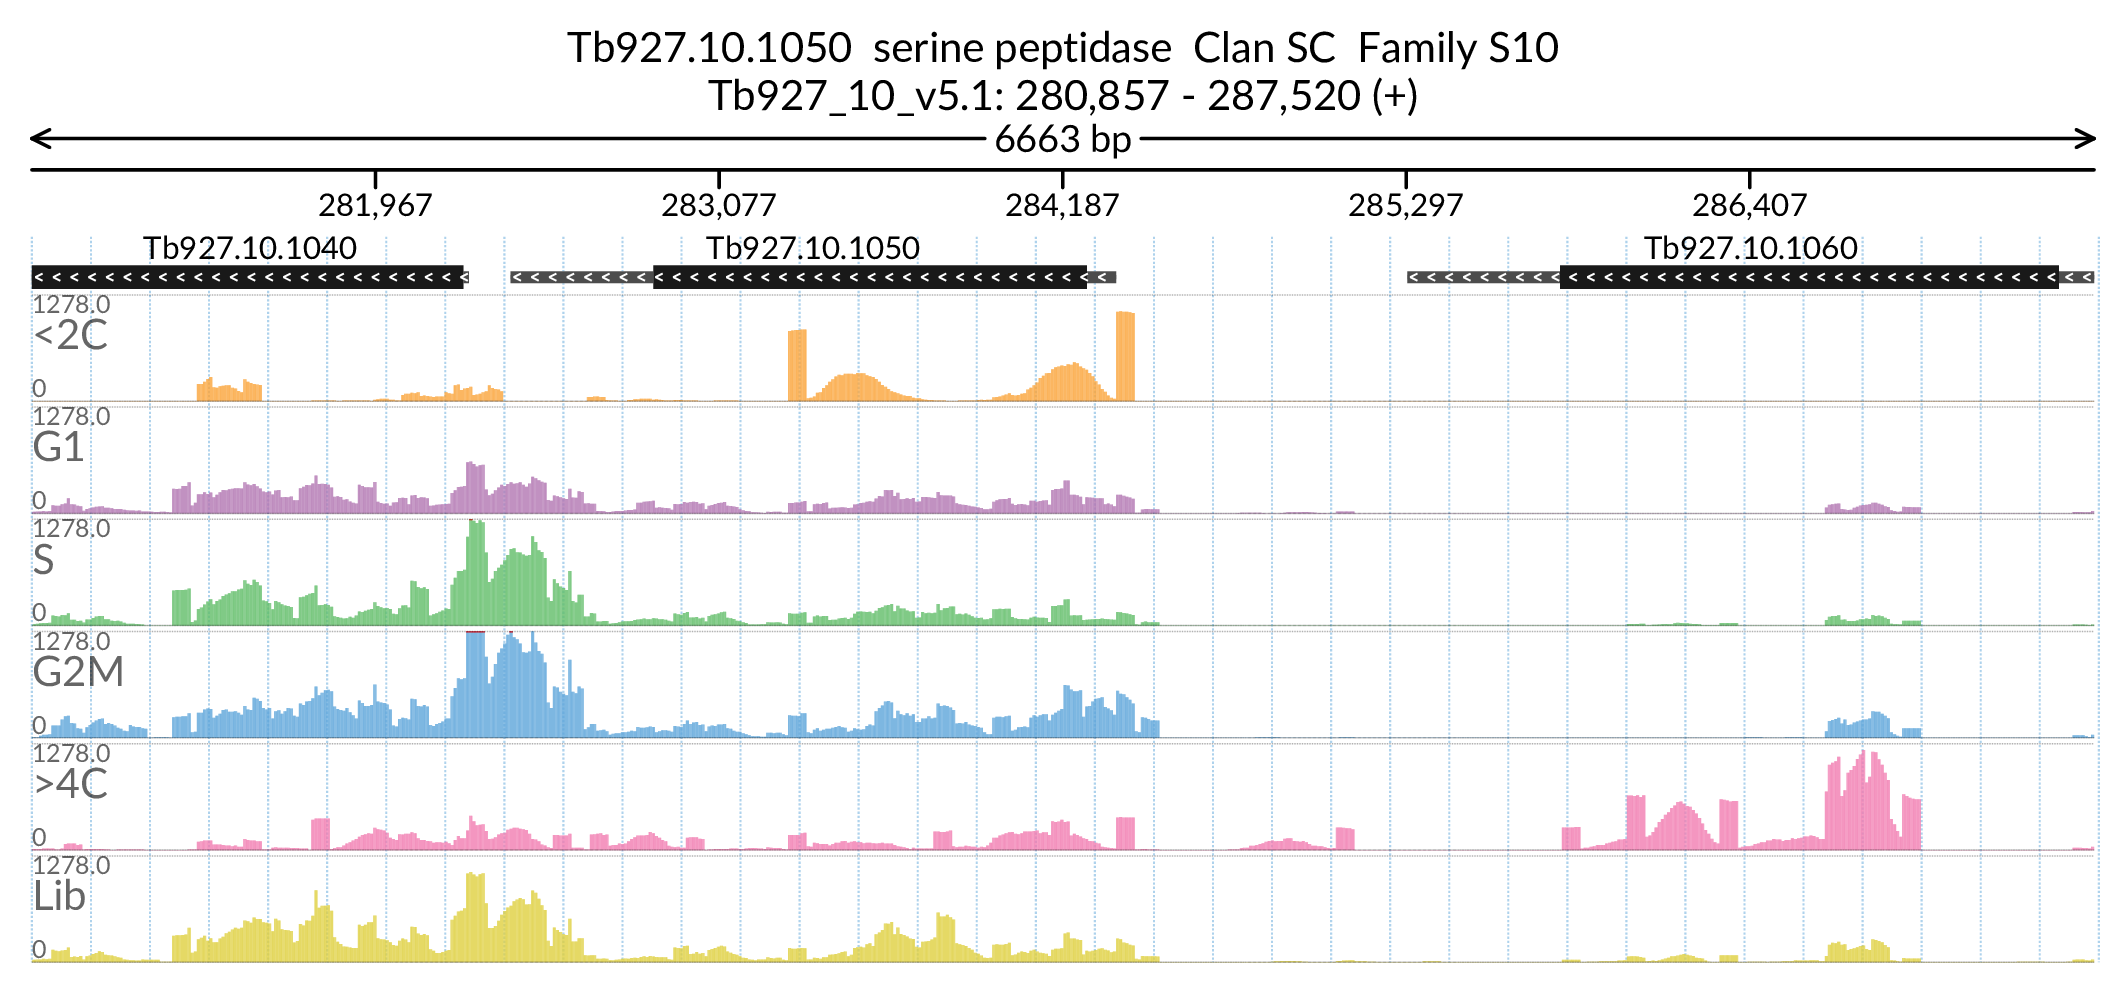 Tb927.10.1050  serine peptidase  Clan SC  Family S10
Tb927_10_v5.1: 280,857 - 287,520 (+)
6663 bp
281,967 283,077 284,187 285,297 286,407
Tb927.10.1040 Tb927.10.1050 Tb927.10.1060
1278.0
<2C
0
1278.0
G1
0
1278.0
S
0
1278.0
G2M
0
1278.0
>4C
0
1278.0
Lib
0